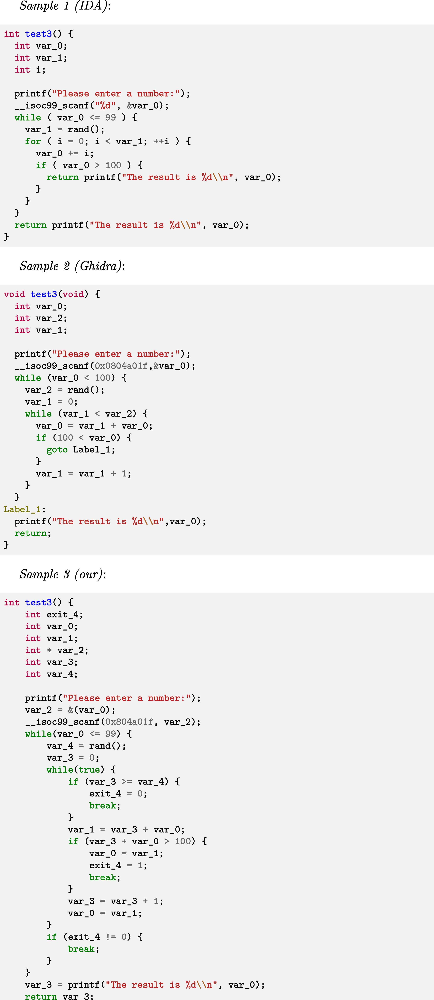 Sample 1 (IDA):
int test3() {
  int var_0;
  int var_1;
  int i;

  printf("Please enter a number:");
  __isoc99_scanf("%d", &var_0);
  while ( var_0 <= 99 ) {
    var_1 = rand();
    for ( i = 0; i < var_1; ++i ) {
      var_0 += i;
      if ( var_0 > 100 ) {
        return printf("The result is %d\\n", var_0);
      }
    }
  }
  return printf("The result is %d\\n", var_0);
}
Sample 2 (Ghidra):
void test3(void) {
  int var_0;
  int var_2;
  int var_1;

  printf("Please enter a number:");
  __isoc99_scanf(0x0804a01f,&var_0);
  while (var_0 < 100) {
    var_2 = rand();
    var_1 = 0;
    while (var_1 < var_2) {
      var_0 = var_1 + var_0;
      if (100 < var_0) {
        goto Label_1;
      }
      var_1 = var_1 + 1;
    }
  }
Label_1:
  printf("The result is %d\\n",var_0);
  return;
}
Sample 3 (our):
int test3() {
    int exit_4;
    int var_0;
    int var_1;
    int * var_2;
    int var_3;
    int var_4;

    printf("Please enter a number:");
    var_2 = &(var_0);
    __isoc99_scanf(0x804a01f, var_2);
    while(var_0 <= 99) {
        var_4 = rand();
        var_3 = 0;
        while(true) {
            if (var_3 >= var_4) {
                exit_4 = 0;
                break;
            }
            var_1 = var_3 + var_0;
            if (var_3 + var_0 > 100) {
                var_0 = var_1;
                exit_4 = 1;
                break;
            }
            var_3 = var_3 + 1;
            var_0 = var_1;
        }
        if (exit_4 != 0) {
            break;
        }
    }
    var_3 = printf("The result is %d\\n", var_0);
    return var_3;